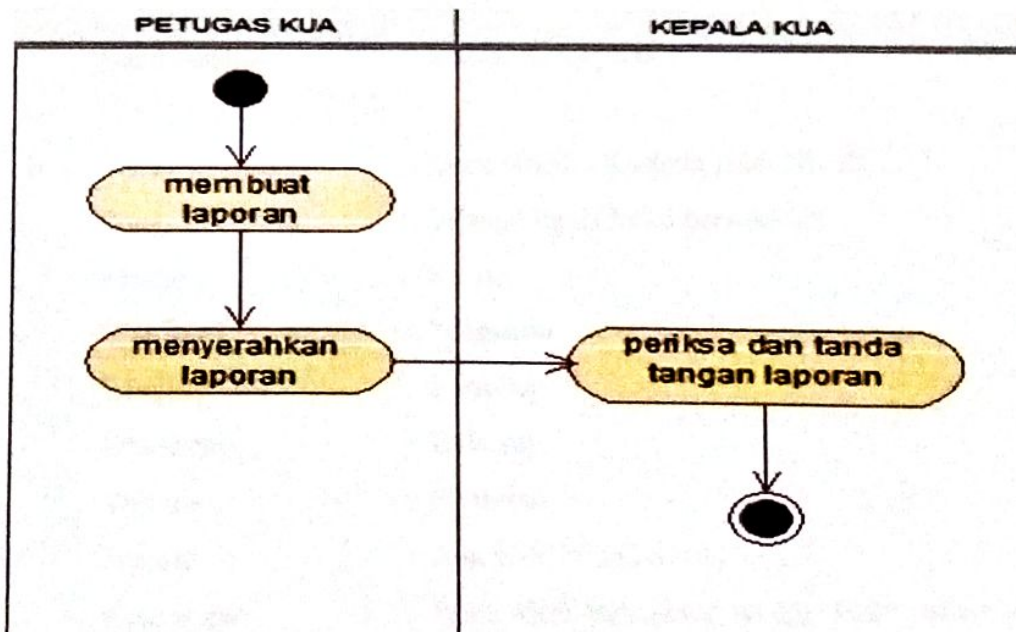 PETUGAS KUA
KEPALA KUA
membuat
laporan
menyerahkan
laporan
periksa dan tanda
tangan laporan